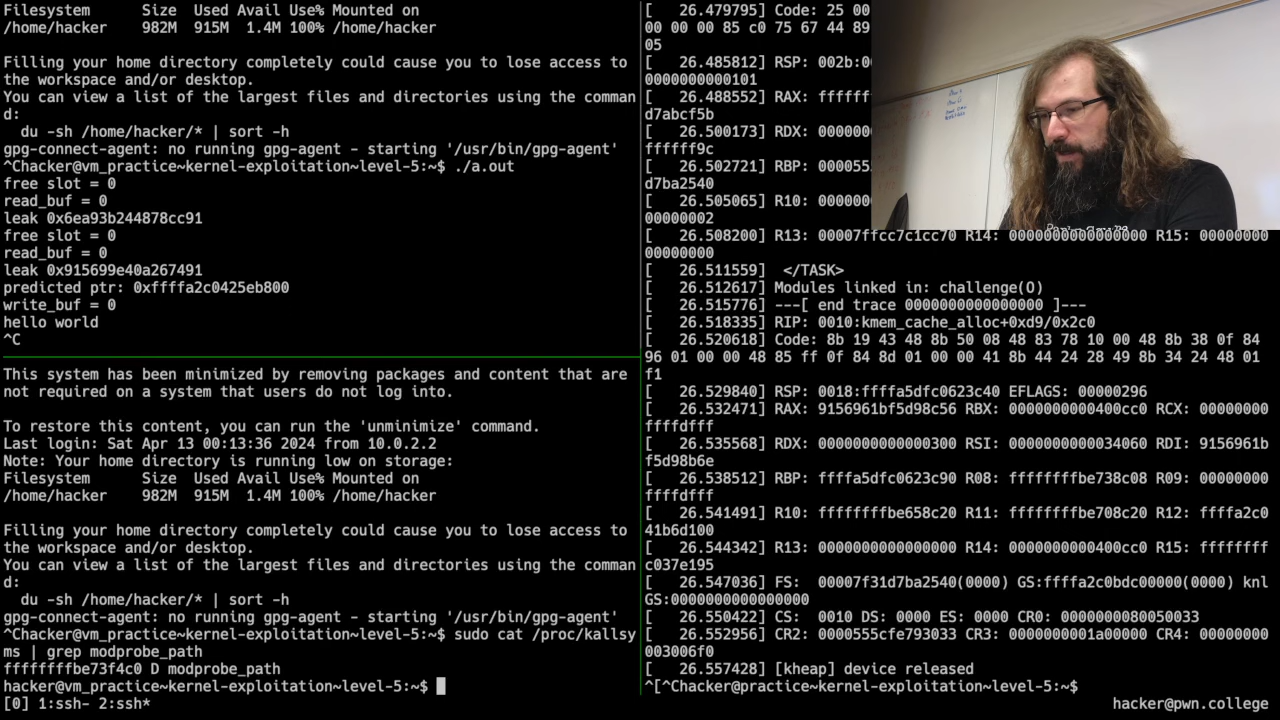 Filesystem     Size  Used Avail Use% Mounted on
/home/hacker   982M  915M  1.4M 100% /home/hacker
Filling your home directory completely could cause you to lose access to
the workspace and/or desktop.
You can view a list of the largest files and directories using the comman
d:
  du -sh /home/hacker/* | sort -h
gpg-connect-agent: no running gpg-agent - starting '/usr/bin/gpg-agent'
^Chacker@vm_practice~kernel-exploitation~level-5:~$ ./a.out
free slot = 0
read_buf = 0
leak 0x6ea93b244878cc91
free slot = 0
read_buf = 0
leak 0x915699e40a267491
predicted ptr: 0xffffa2c0425eb800
write_buf = 0
hello world
^C
This system has been minimized by removing packages and content that are
not required on a system that users do not log into.
To restore this content, you can run the 'unminimize' command.
Last login: Sat Apr 13 00:13:36 2024 from 10.0.2.2
Note: Your home directory is running low on storage:
Filesystem     Size  Used Avail Use% Mounted on
/home/hacker   982M  915M  1.4M 100% /home/hacker
Filling your home directory completely could cause you to lose access to
the workspace and/or desktop.
You can view a list of the largest files and directories using the comman
d:
  du -sh /home/hacker/* | sort -h
gpg-connect-agent: no running gpg-agent - starting '/usr/bin/gpg-agent'
^Chacker@vm_practice~kernel-exploitation~level-5:~$ sudo cat /proc/kallsy
ms | grep modprobe_path
ffffffffbe73f4c0 D modprobe_path
hacker@vm_practice~kernel-exploitation~level-5:~$
[   26.479795] Code: 25 00
00 00 00 85 c0 75 67 44 89
05
[   26.485812] RSP: 002b:00
0000000000101
[   26.488552] RAX: ffffff
d7abcf5b
[   26.500173] RDX: 000000
ffffff9c
[   26.502721] RBP: 000055
d7ba2540
[   26.505065] R10: 000000
00000002
[   26.508200] R13: 00007ffcc7c1cc70 R14: 0000000000000000 R15: 00000000
00000000
[   26.511559]  </TASK>
[   26.512617] Modules linked in: challenge(O)
[   26.515776] ---[ end trace 0000000000000000 ]---
[   26.518335] RIP: 0010:kmem_cache_alloc+0xd9/0x2c0
[   26.520618] Code: 8b 19 43 48 8b 50 08 48 83 78 10 00 48 8b 38 0f 84
96 01 00 00 48 85 ff 0f 84 8d 01 00 00 41 8b 44 24 28 49 8b 34 24 48 01
f1
[   26.529840] RSP: 0018:ffffa5dfc0623c40 EFLAGS: 00000296
[   26.532471] RAX: 9156961bf5d98c56 RBX: 0000000000400cc0 RCX: 00000000
ffffdfff
[   26.535568] RDX: 0000000000000300 RSI: 0000000000034060 RDI: 9156961b
f5d98b6e
[   26.538512] RBP: ffffa5dfc0623c90 R08: ffffffffbe738c08 R09: 00000000
ffffdfff
[   26.541491] R10: ffffffffbe658c20 R11: ffffffffbe708c20 R12: ffffa2c0
41b6d100
[   26.544342] R13: 0000000000000000 R14: 0000000000400cc0 R15: ffffffff
c037e195
[   26.547036] FS:  00007f31d7ba2540(0000) GS:ffffa2c0bdc00000(0000) knl
GS:0000000000000000
[   26.550422] CS:  0010 DS: 0000 ES: 0000 CR0: 0000000080050033
[   26.552956] CR2: 0000555cfe793033 CR3: 0000000001a00000 CR4: 00000000
003006f0
[   26.557428] [kheap] device released
^[^Chacker@practice~kernel-exploitation~level-5:~$
[0] 1:ssh- 2:ssh*
hacker@pwn.college